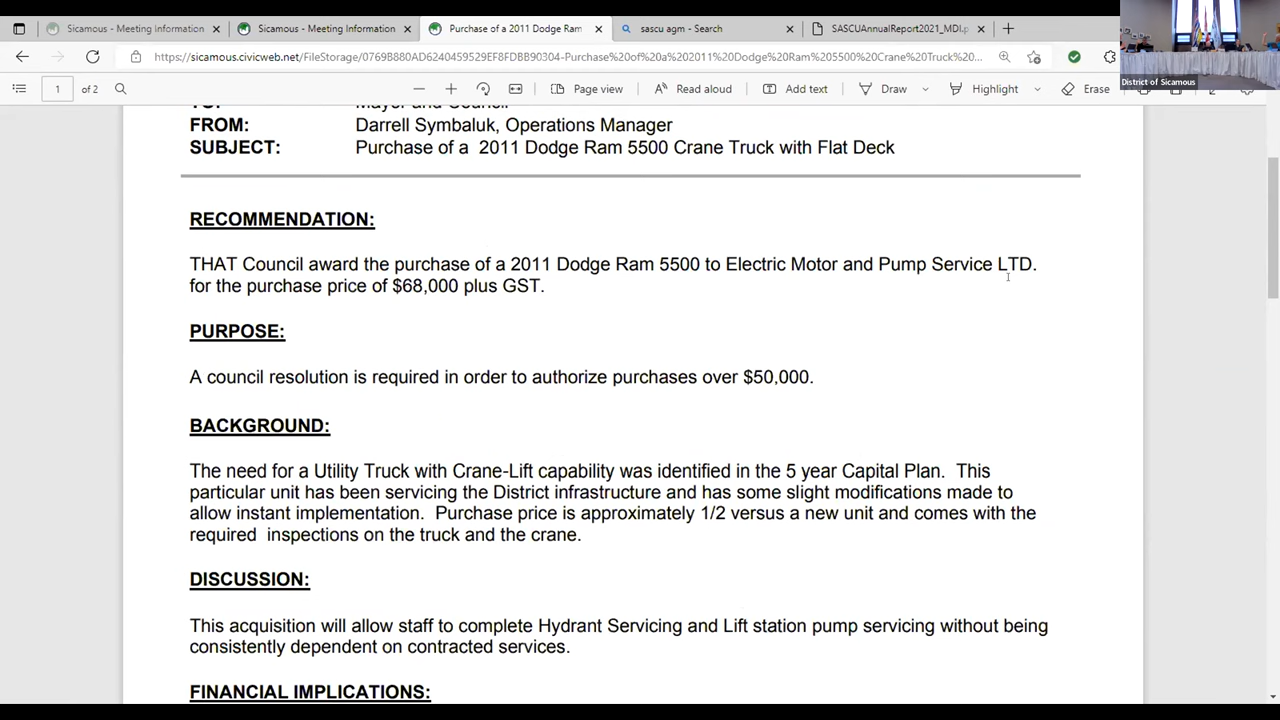 Sicamous - Meeting Information
Sicamous - Meeting Information
Purchase of a 2011 Dodge Ram
sascu agm - Search
SASCUAnnualReport2021_MDI.p
https://sicamous.civicweb.net/FileStorage/0769B880AD6240459529EF8FDBB90304-Purchase%20of%20a%202011%20Dodge%20Ram%205500%20Crane%20Truck%20with%20...
1 of 2
Page view
Read aloud
Add text
Draw
Highlight
Erase
District of Sicamous
TO: Mayor and Council
FROM: Darrell Symbaluk, Operations Manager
SUBJECT: Purchase of a 2011 Dodge Ram 5500 Crane Truck with Flat Deck
RECOMMENDATION:
THAT Council award the purchase of a 2011 Dodge Ram 5500 to Electric Motor and Pump Service LTD.
for the purchase price of $68,000 plus GST.
PURPOSE:
A council resolution is required in order to authorize purchases over $50,000.
BACKGROUND:
The need for a Utility Truck with Crane-Lift capability was identified in the 5 year Capital Plan. This
particular unit has been servicing the District infrastructure and has some slight modifications made to
allow instant implementation. Purchase price is approximately 1/2 versus a new unit and comes with the
required inspections on the truck and the crane.
DISCUSSION:
This acquisition will allow staff to complete Hydrant Servicing and Lift station pump servicing without being
consistently dependent on contracted services.
FINANCIAL IMPLICATIONS: